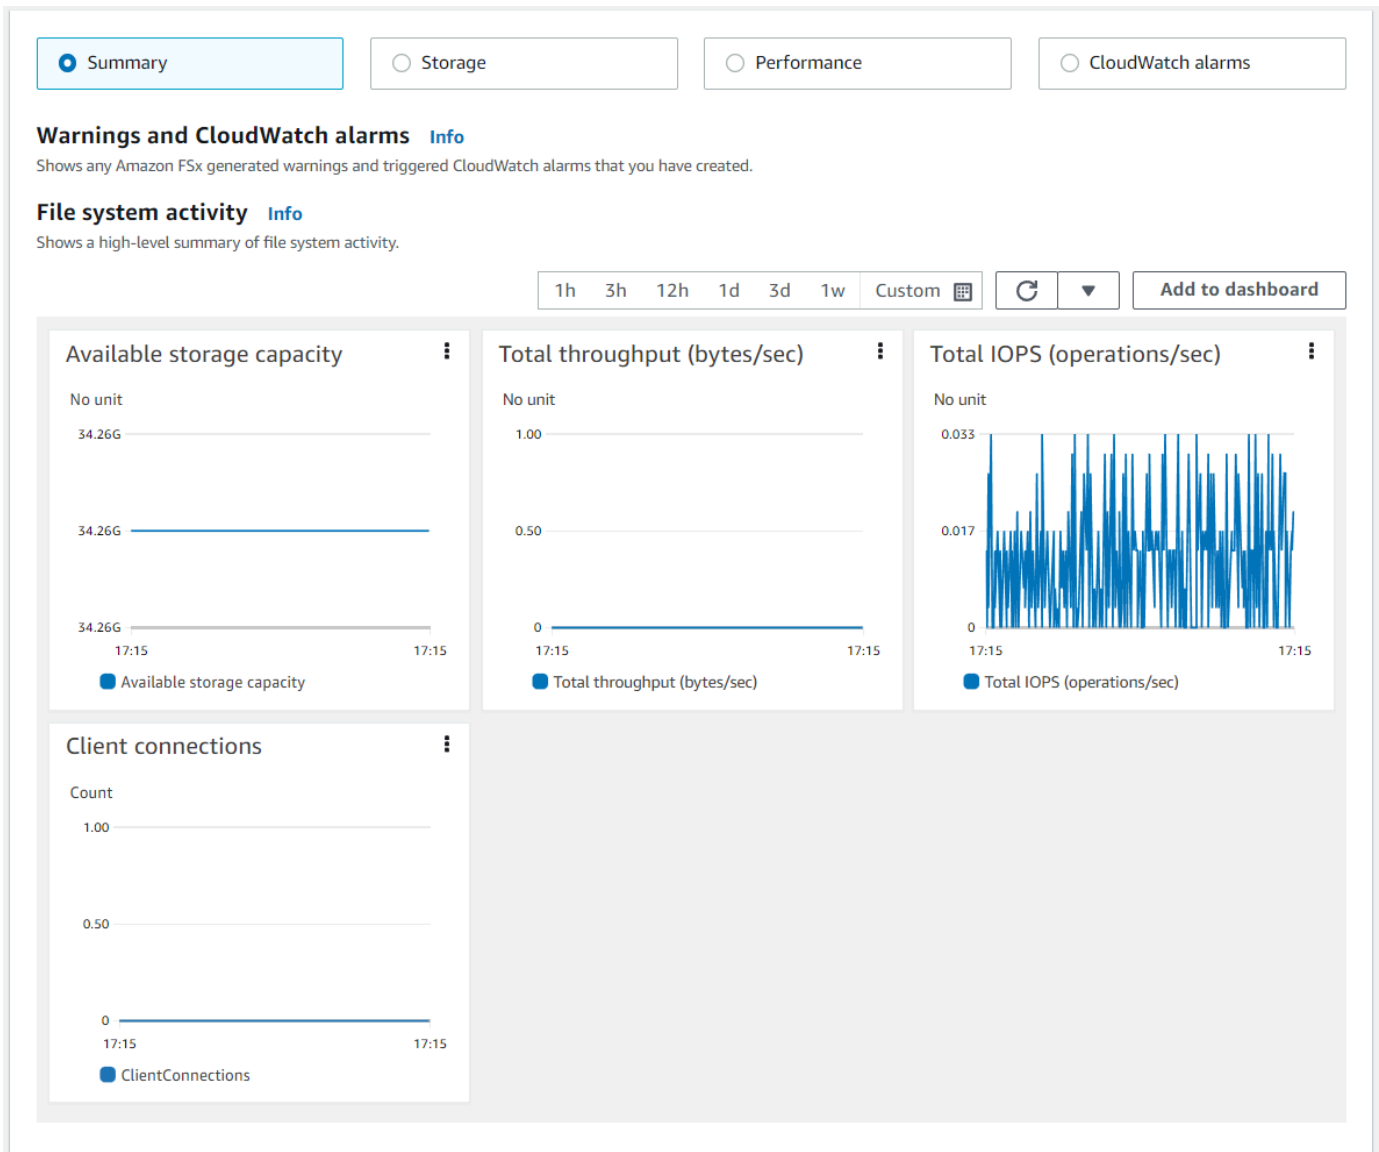 Summary
Storage
Performance
CloudWatch alarms
Warnings and CloudWatch alarms Info
Shows any Amazon FSx generated warnings and triggered CloudWatch alarms that you have created.
File system activity Info
Shows a high-level summary of file system activity.
1h 3h 12h 1d 3d 1w Custom
Add to dashboard
Available storage capacity
No unit
34.26G
34.26G
34.26G
17:15 17:15
Available storage capacity
Total throughput (bytes/sec)
No unit
1.00
0.50
0
17:15 17:15
Total throughput (bytes/sec)
Total IOPS (operations/sec)
No unit
0.033
0.017
0
17:15 17:15
Total IOPS (operations/sec)
Client connections
Count
1.00
0.50
0
17:15 17:15
ClientConnections